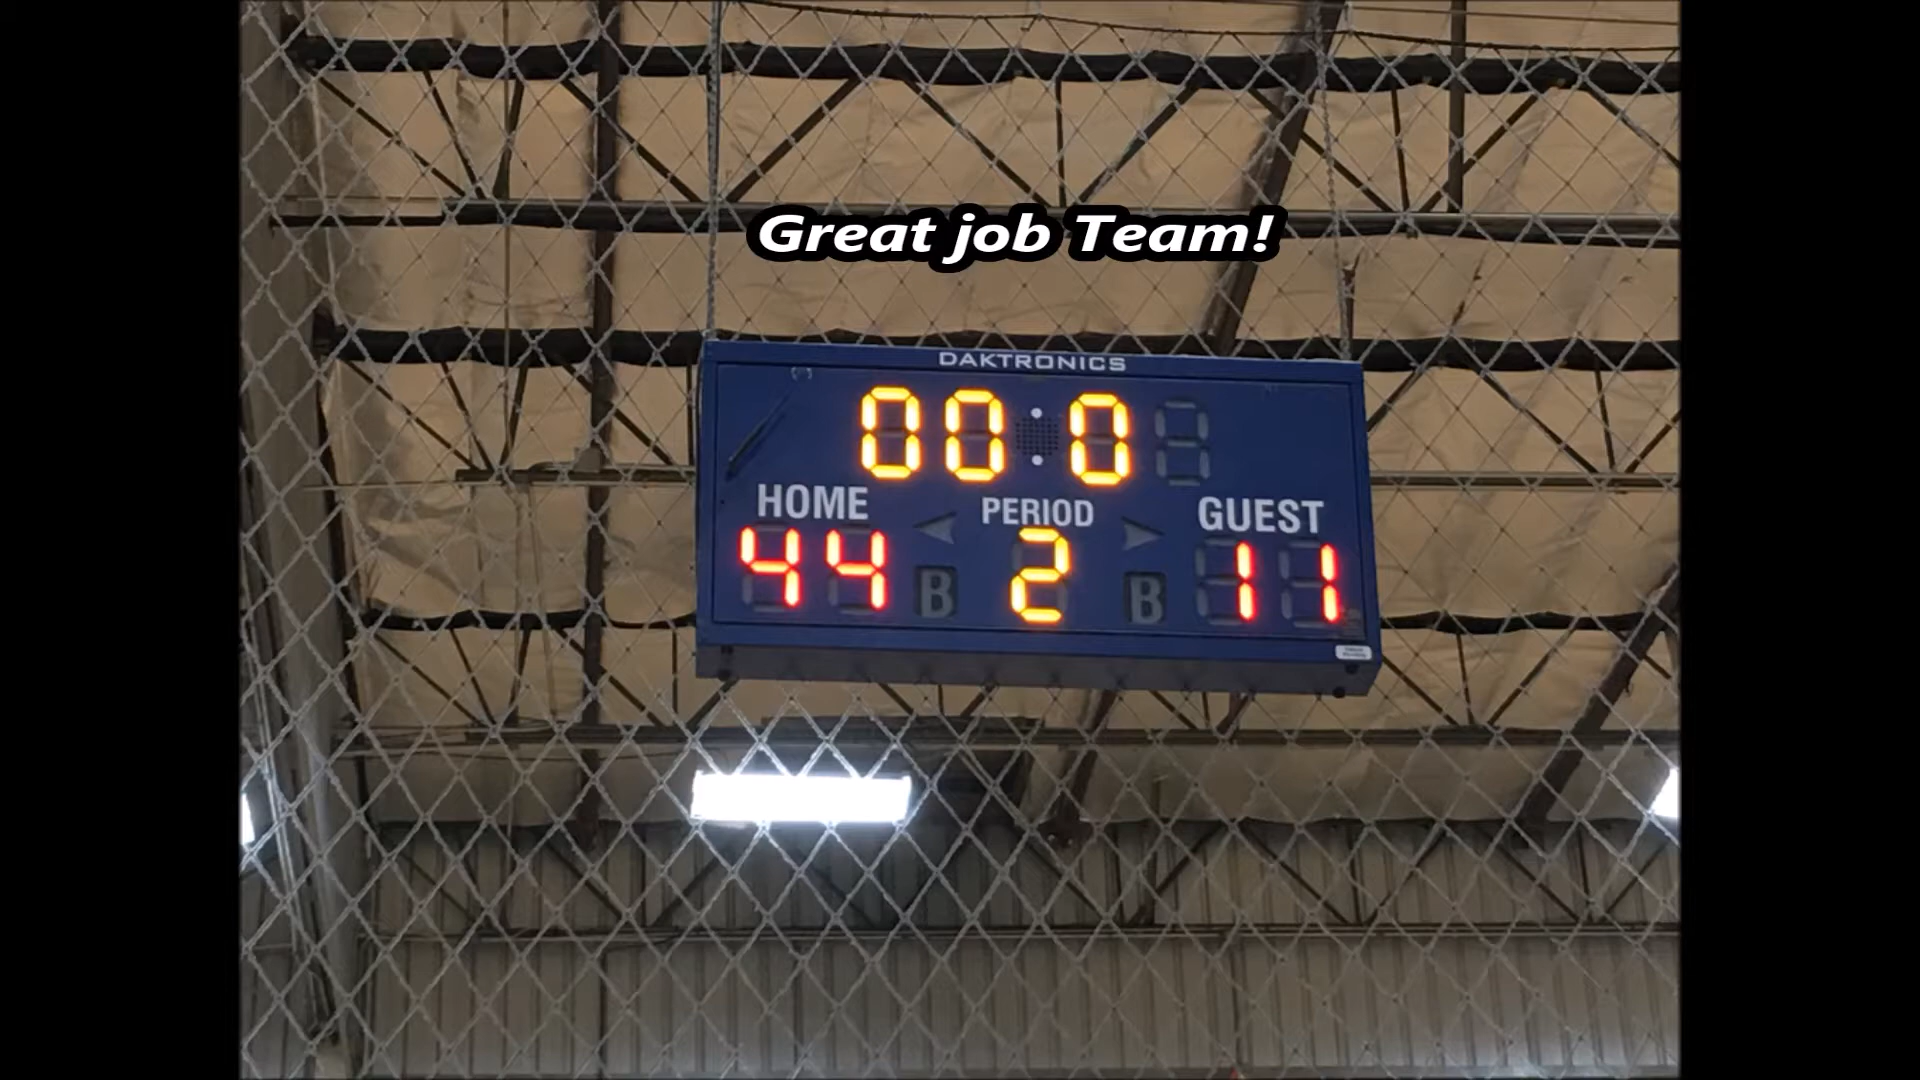 Great job Team!
DAKTRONICS
00:0
HOME PERIOD GUEST
44 B 2 B 11